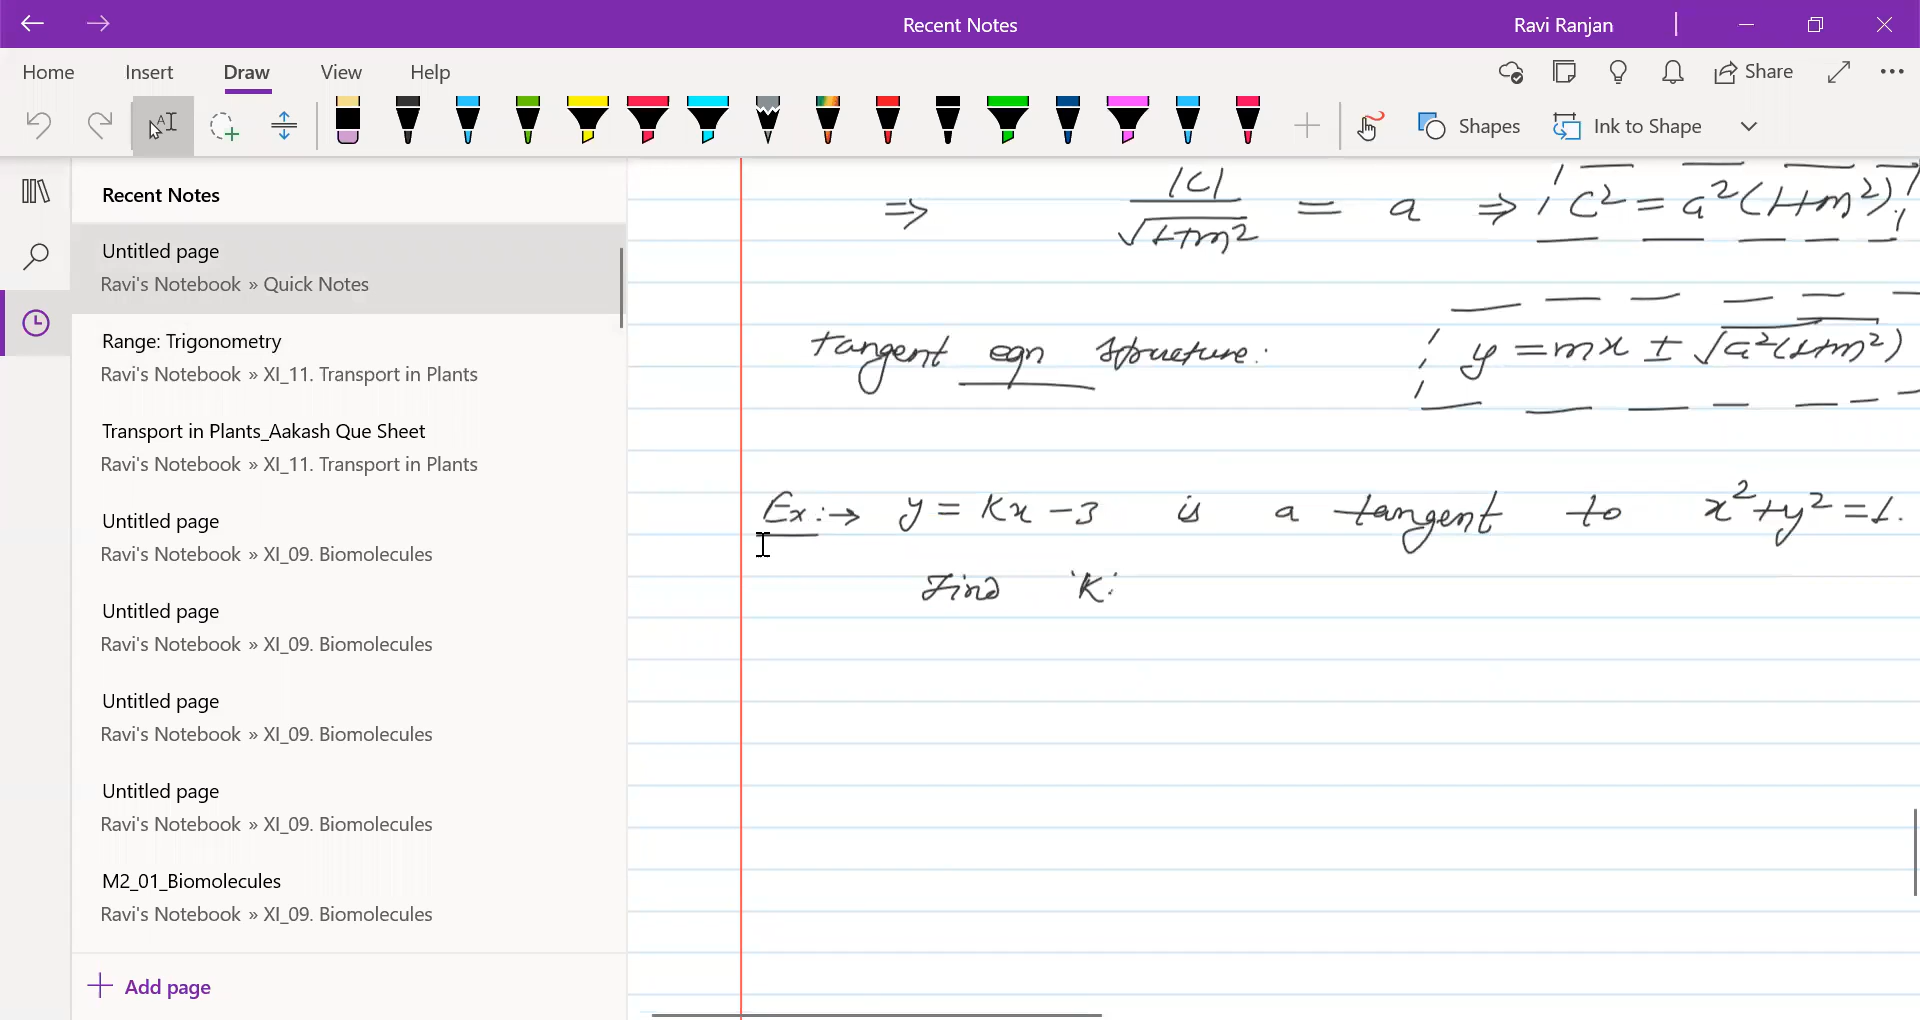 Recent Notes
Ravi Ranjan
Home Insert Draw View Help
Share
Shapes
Ink to Shape
Recent Notes
Untitled page
Ravi's Notebook » Quick Notes
Range: Trigonometry
Ravi's Notebook » XI_11. Transport in Plants
Transport in Plants_Aakash Que Sheet
Ravi's Notebook » XI_11. Transport in Plants
Untitled page
Ravi's Notebook » XI_09. Biomolecules
Untitled page
Ravi's Notebook » XI_09. Biomolecules
Untitled page
Ravi's Notebook » XI_09. Biomolecules
Untitled page
Ravi's Notebook » XI_09. Biomolecules
M2_01_Biomolecules
Ravi's Notebook » XI_09. Biomolecules
Add page
⇒ |C|/√1+m² = a ⇒ C² = a²(1+m²)
tangent eqn structure: y = mx ± √a²(1+m²)
Ex:→ y = Kx -3 is a tangent to x²+y²=1.
Find 'K'